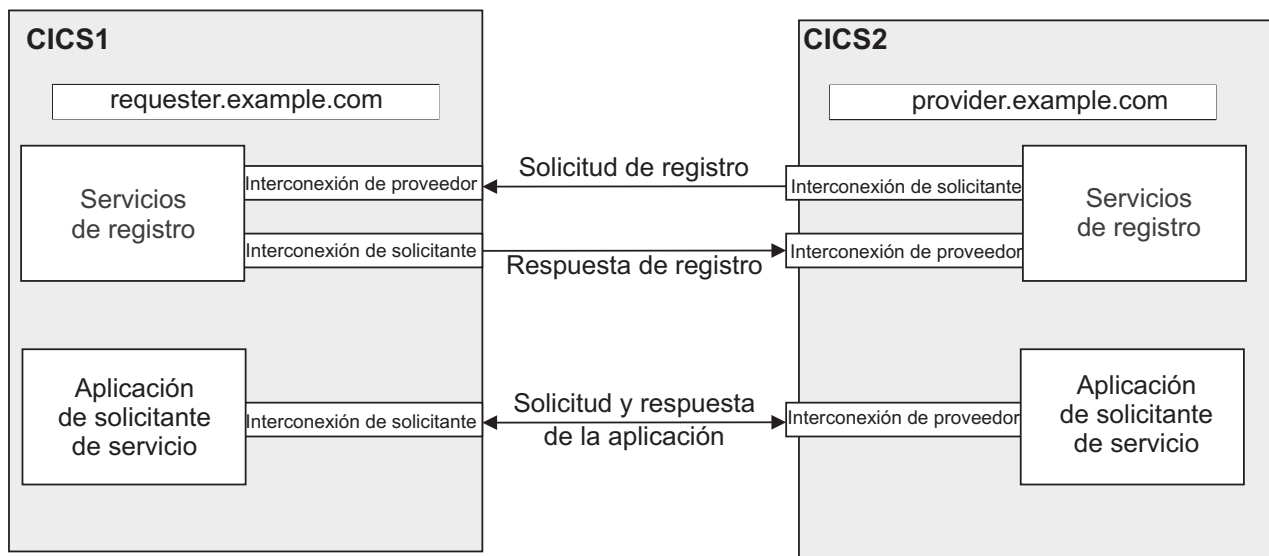 CICS1
requester.example.com
Servicios
de registro
Interconexión de proveedor
Interconexión de solicitante
Aplicación
de solicitante
de servicio
Interconexión de solicitante
Solicitud de registro
Respuesta de registro
Solicitud y respuesta
de la aplicación
CICS2
provider.example.com
Interconexión de solicitante
Interconexión de proveedor
Servicios
de registro
Interconexión de proveedor
Aplicación
de solicitante
de servicio